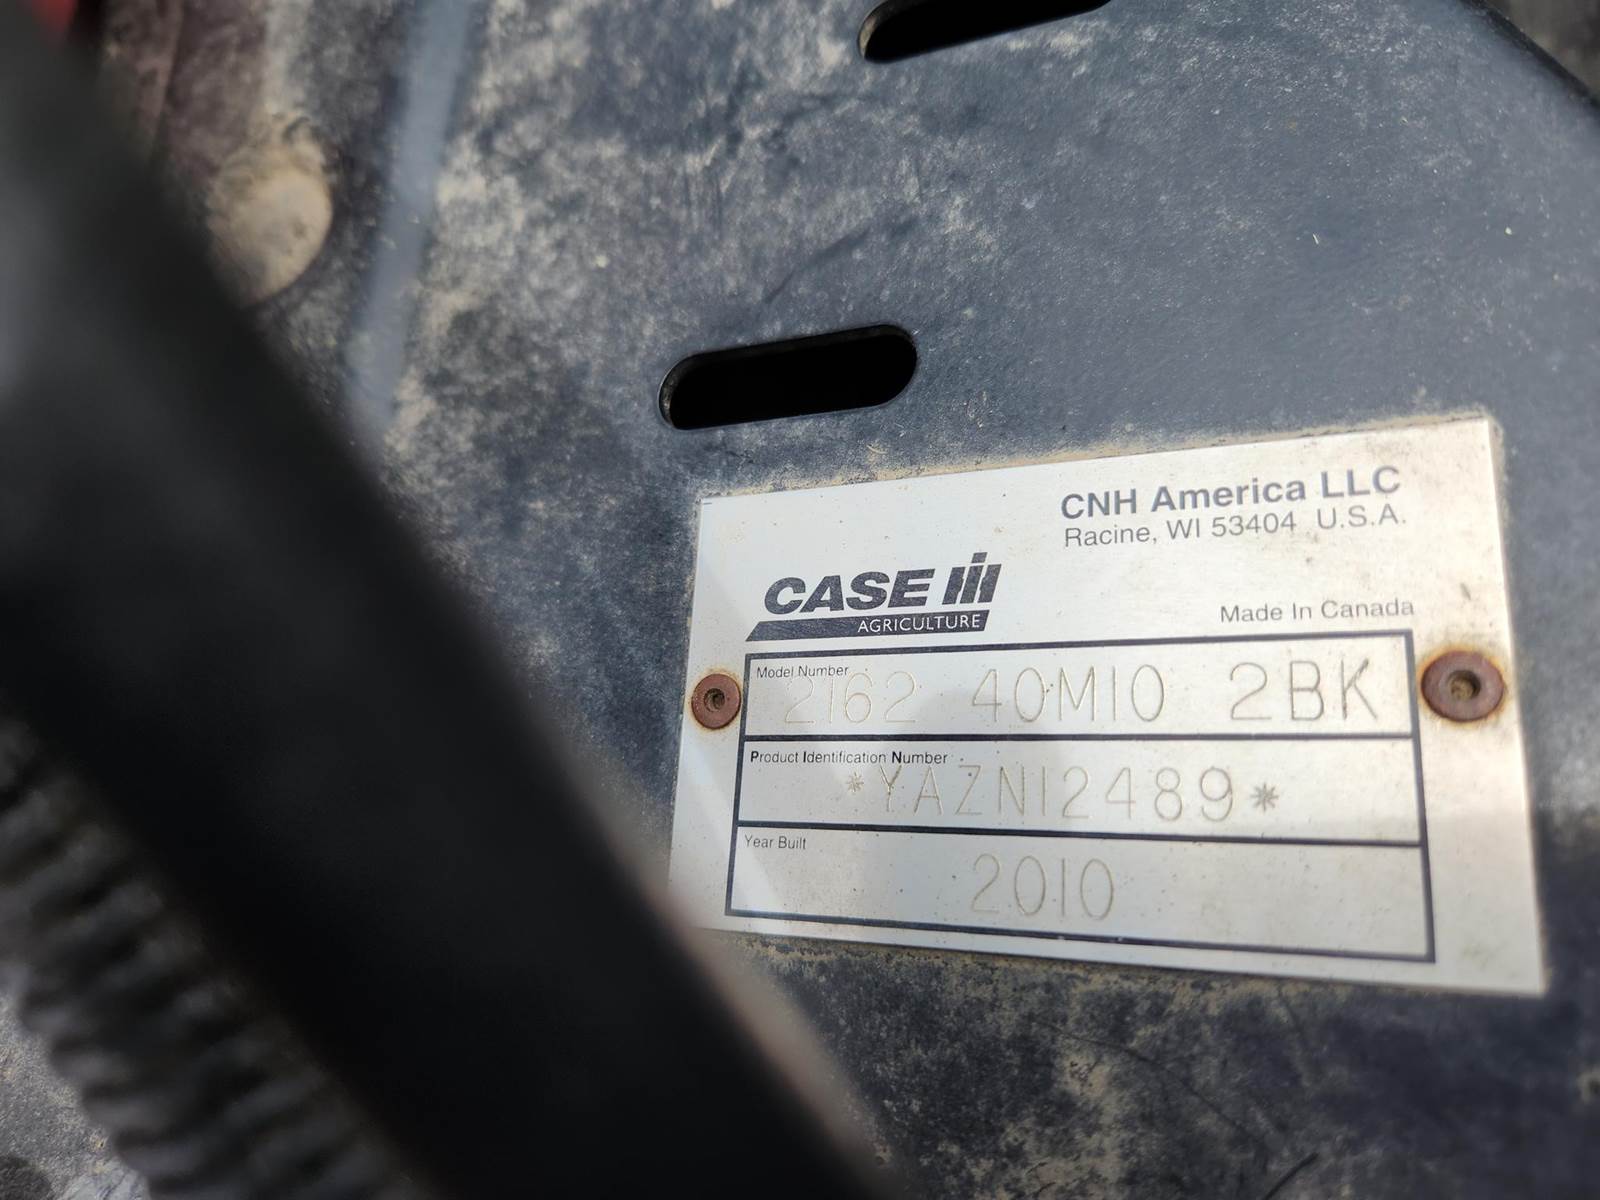 CNH America LLC
Racine, WI 53404 U.S.A.
CASE IH
AGRICULTURE
Made In Canada
Model Number
2162 40M10 2BK
Product Identification Number
*YAZN12489*
Year Built
2010